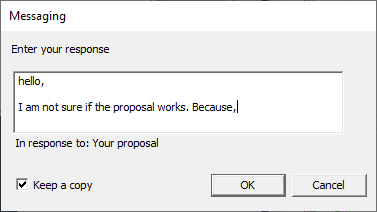 Messaging
Enter your response
hello,
I am not sure if the proposal works. Because,
In response to: Your proposal
Keep a copy
OK
Cancel